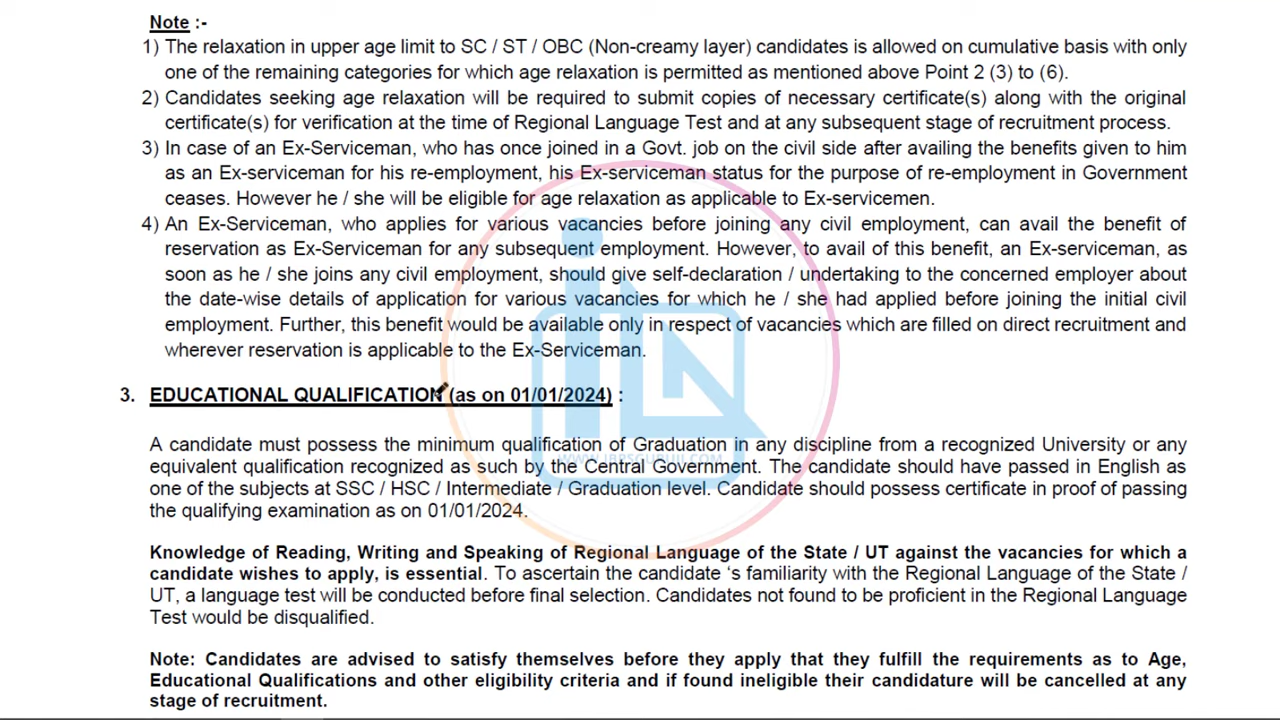 Note :-
1) The relaxation in upper age limit to SC / ST / OBC (Non-creamy layer) candidates is allowed on cumulative basis with only
one of the remaining categories for which age relaxation is permitted as mentioned above Point 2 (3) to (6).
2) Candidates seeking age relaxation will be required to submit copies of necessary certificate(s) along with the original
certificate(s) for verification at the time of Regional Language Test and at any subsequent stage of recruitment process.
3) In case of an Ex-Serviceman, who has once joined in a Govt. job on the civil side after availing the benefits given to him
as an Ex-serviceman for his re-employment, his Ex-serviceman status for the purpose of re-employment in Government
ceases. However he / she will be eligible for age relaxation as applicable to Ex-servicemen.
4) An Ex-Serviceman, who applies for various vacancies before joining any civil employment, can avail the benefit of
reservation as Ex-Serviceman for any subsequent employment. However, to avail of this benefit, an Ex-serviceman, as
soon as he / she joins any civil employment, should give self-declaration / undertaking to the concerned employer about
the date-wise details of application for various vacancies for which he / she had applied before joining the initial civil
employment. Further, this benefit would be available only in respect of vacancies which are filled on direct recruitment and
wherever reservation is applicable to the Ex-Serviceman.
3. EDUCATIONAL QUALIFICATION (as on 01/01/2024) :
A candidate must possess the minimum qualification of Graduation in any discipline from a recognized University or any
WWW.IBPSGURUJI.COM
equivalent qualification recognized as such by the Central Government. The candidate should have passed in English as
one of the subjects at SSC / HSC / Intermediate / Graduation level. Candidate should possess certificate in proof of passing
the qualifying examination as on 01/01/2024.
Knowledge of Reading, Writing and Speaking of Regional Language of the State / UT against the vacancies for which a
candidate wishes to apply, is essential. To ascertain the candidate ‘s familiarity with the Regional Language of the State /
UT, a language test will be conducted before final selection. Candidates not found to be proficient in the Regional Language
Test would be disqualified.
Note: Candidates are advised to satisfy themselves before they apply that they fulfill the requirements as to Age,
Educational Qualifications and other eligibility criteria and if found ineligible their candidature will be cancelled at any
stage of recruitment.